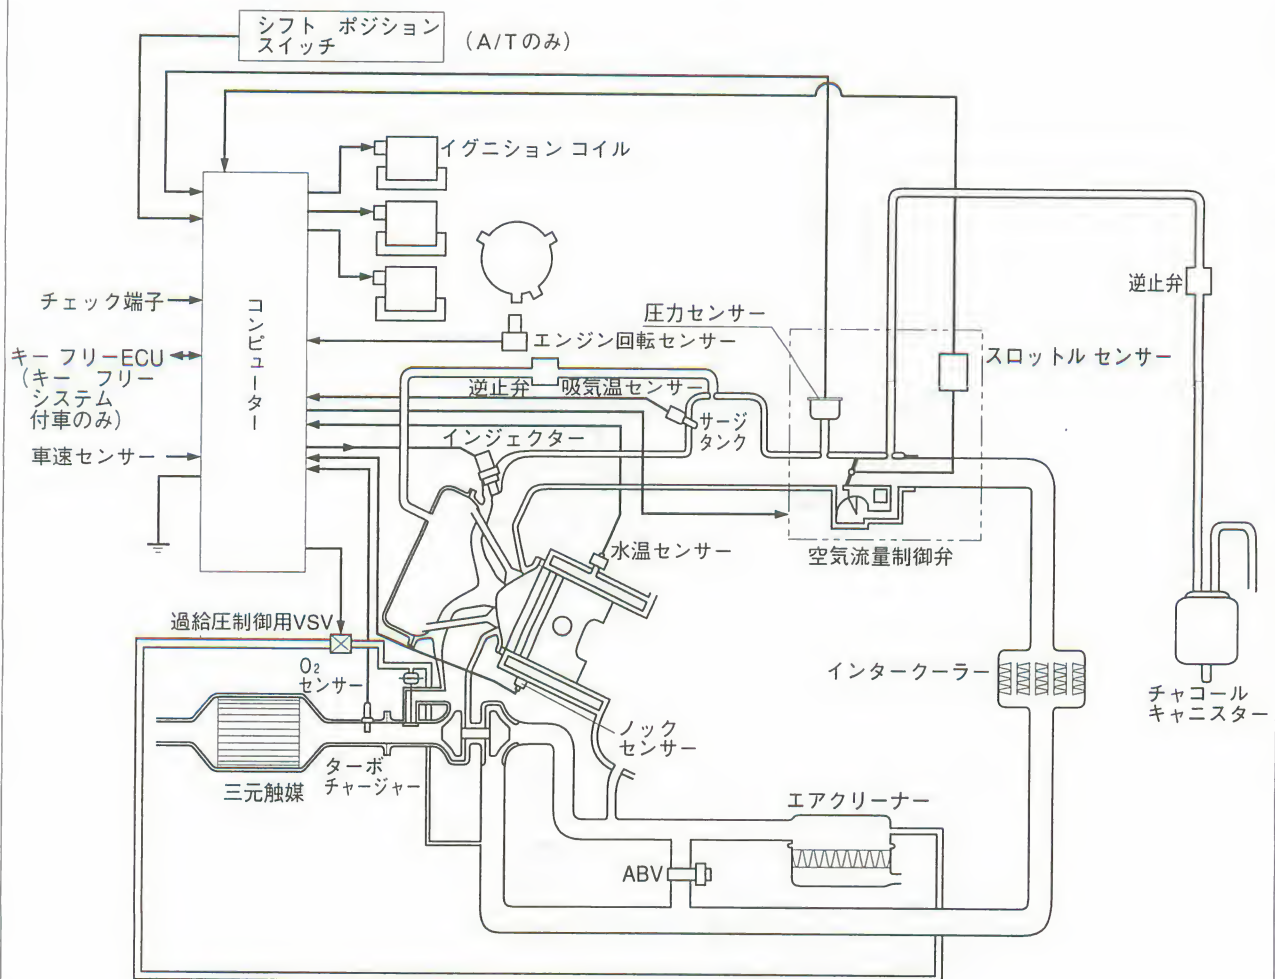 シフト ポジション
スイッチ
(A/Tのみ)
イグニション コイル
コンピューター
チェック端子
キー フリーECU
(キー フリー
システム
付車のみ)
車速センサー
エンジン回転センサー
圧力センサー
スロットル センサー
逆止弁
逆止弁
吸気温センサー
サージ
タンク
インジェクター
水温センサー
空気流量制御弁
過給圧制御用VSV
O₂
センサー
インタークーラー
チャコール
キャニスター
ノック
センサー
ターボ
チャージャー
三元触媒
エアクリーナー
ABV